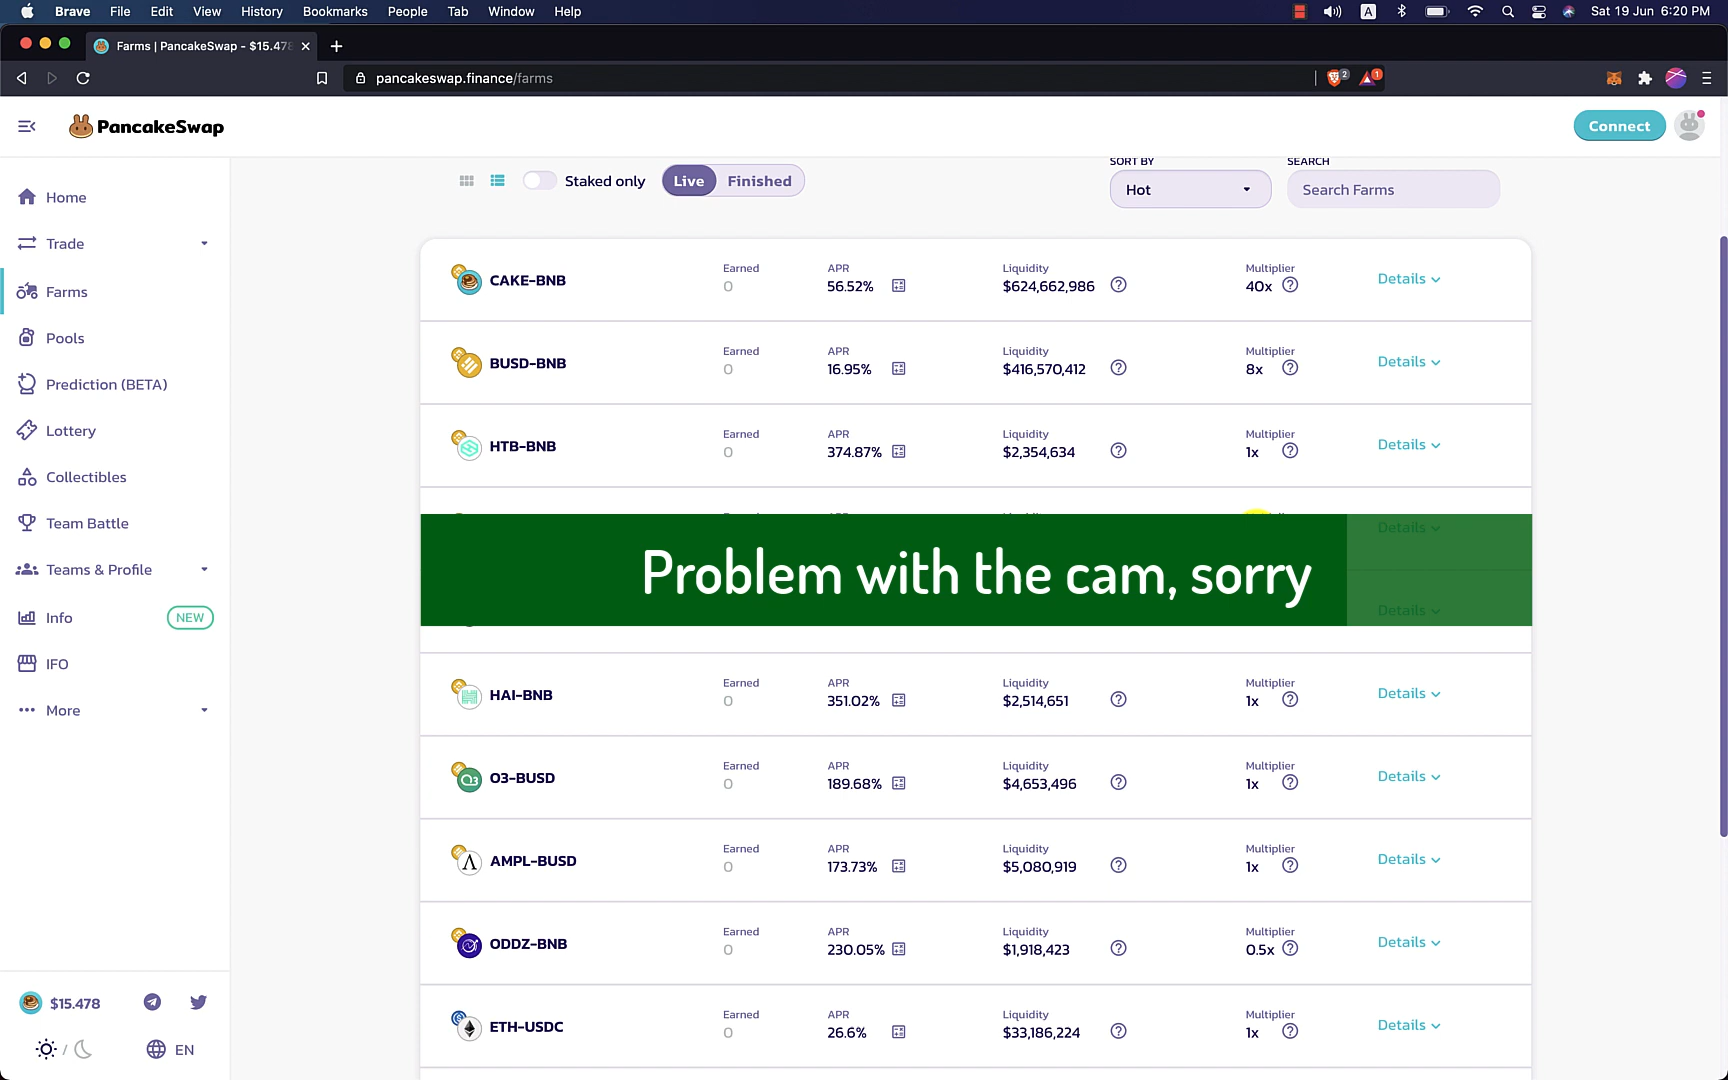 Brave File Edit View History Bookmarks People Tab Window Help
A
Sat 19 Jun 6:20 PM
Farms | PancakeSwap - $15.478
pancakeswap.finance/farms
2
1
PancakeSwap
Connect
Home
Trade
Farms
Pools
Prediction (BETA)
Lottery
Collectibles
Team Battle
Teams & Profile
Info NEW
IFO
More
$15.478
/
EN
Staked only
Live Finished
SORT BY
Hot
SEARCH
Search Farms
CAKE-BNB
Earned APR Liquidity Multiplier
0 56.52% $624,662,986 40x
Details
BUSD-BNB
Earned APR Liquidity Multiplier
0 16.95% $416,570,412 8x
Details
HTB-BNB
Earned APR Liquidity Multiplier
0 374.87% $2,354,634 1x
Details
Details
Problem with the cam, sorry
Details
HAI-BNB
Earned APR Liquidity Multiplier
0 351.02% $2,514,651 1x
Details
O3-BUSD
Earned APR Liquidity Multiplier
0 189.68% $4,653,496 1x
Details
AMPL-BUSD
Earned APR Liquidity Multiplier
0 173.73% $5,080,919 1x
Details
ODDZ-BNB
Earned APR Liquidity Multiplier
0 230.05% $1,918,423 0.5x
Details
ETH-USDC
Earned APR Liquidity Multiplier
0 26.6% $33,186,224 1x
Details